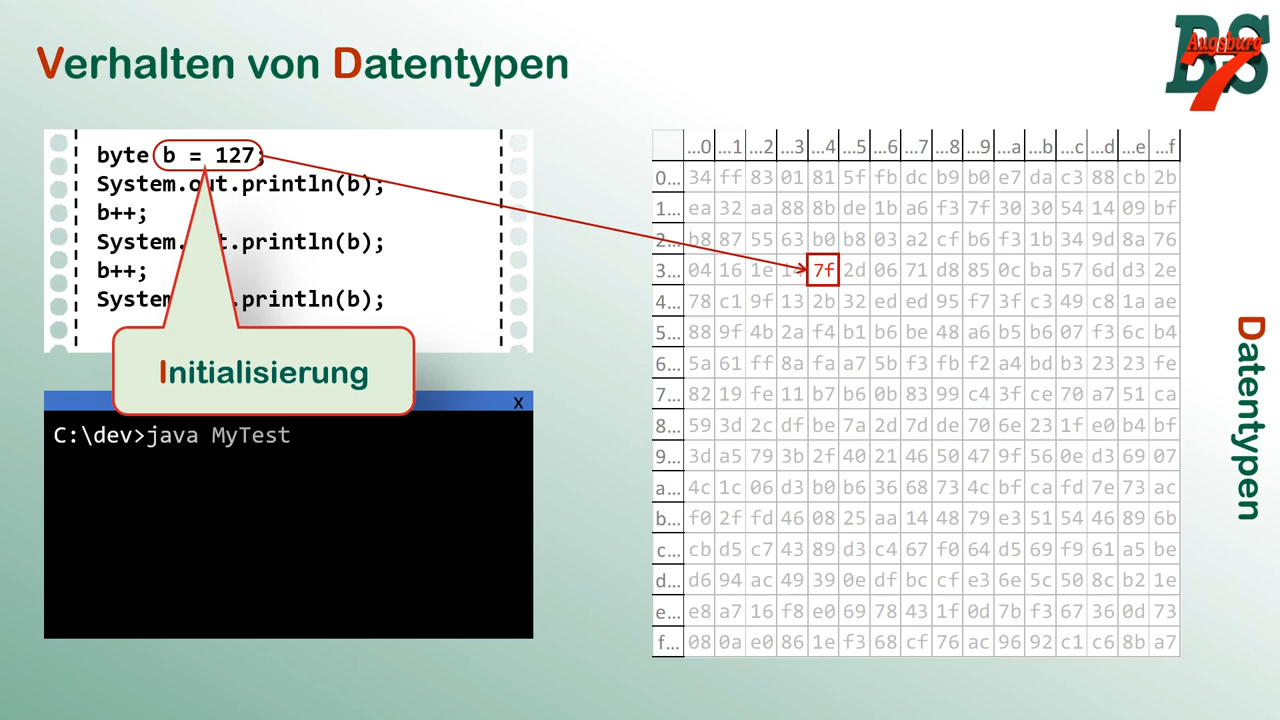 Verhalten von Datentypen
BS
Augsburg
7
byte b = 127;
System.out.println(b);
b++;
System.out.println(b);
b++;
System.out.println(b);
Initialisierung
x
C:\dev>java MyTest
...0 ...1 ...2 ...3 ...4 ...5 ...6 ...7 ...8 ...9 ...a ...b ...c ...d ...e ...f
0... 34 ff 83 01 81 5f fb dc b9 b0 e7 da c3 88 cb 2b
1... ea 32 aa 88 8b de 1b a6 f3 7f 30 30 54 14 09 bf
2... b8 87 55 63 b0 b8 03 a2 cf b6 f3 1b 34 9d 8a 76
3... 04 16 1e 14 7f 2d 06 71 d8 85 0c ba 57 6d d3 2e
4... 78 c1 9f 13 2b 32 ed ed 95 f7 3f c3 49 c8 1a ae
5... 88 9f 4b 2a f4 b1 b6 be 48 a6 b5 b6 07 f3 6c b4
6... 5a 61 ff 8a fa a7 5b f3 fb f2 a4 bd b3 23 23 fe
7... 82 19 fe 11 b7 b6 0b 83 99 c4 3f ce 70 a7 51 ca
8... 59 3d 2c df be 7a 2d 7d de 70 6e 23 1f e0 b4 bf
9... 3d a5 79 3b 2f 40 21 46 50 47 9f 56 0e d3 69 07
a... 4c 1c 06 d3 b0 b6 36 68 73 4c bf ca fd 7e 73 ac
b... f0 2f fd 46 08 25 aa 14 48 79 e3 51 54 46 89 6b
c... cb d5 c7 43 89 d3 c4 67 f0 64 d5 69 f9 61 a5 be
d... d6 94 ac 49 39 0e df bc cf e3 6e 5c 50 8c b2 1e
e... e8 a7 16 f8 e0 69 78 43 1f 0d 7b f3 67 36 0d 73
f... 08 0a e0 86 1e f3 68 cf 76 ac 96 92 c1 c6 8b a7
Datentypen